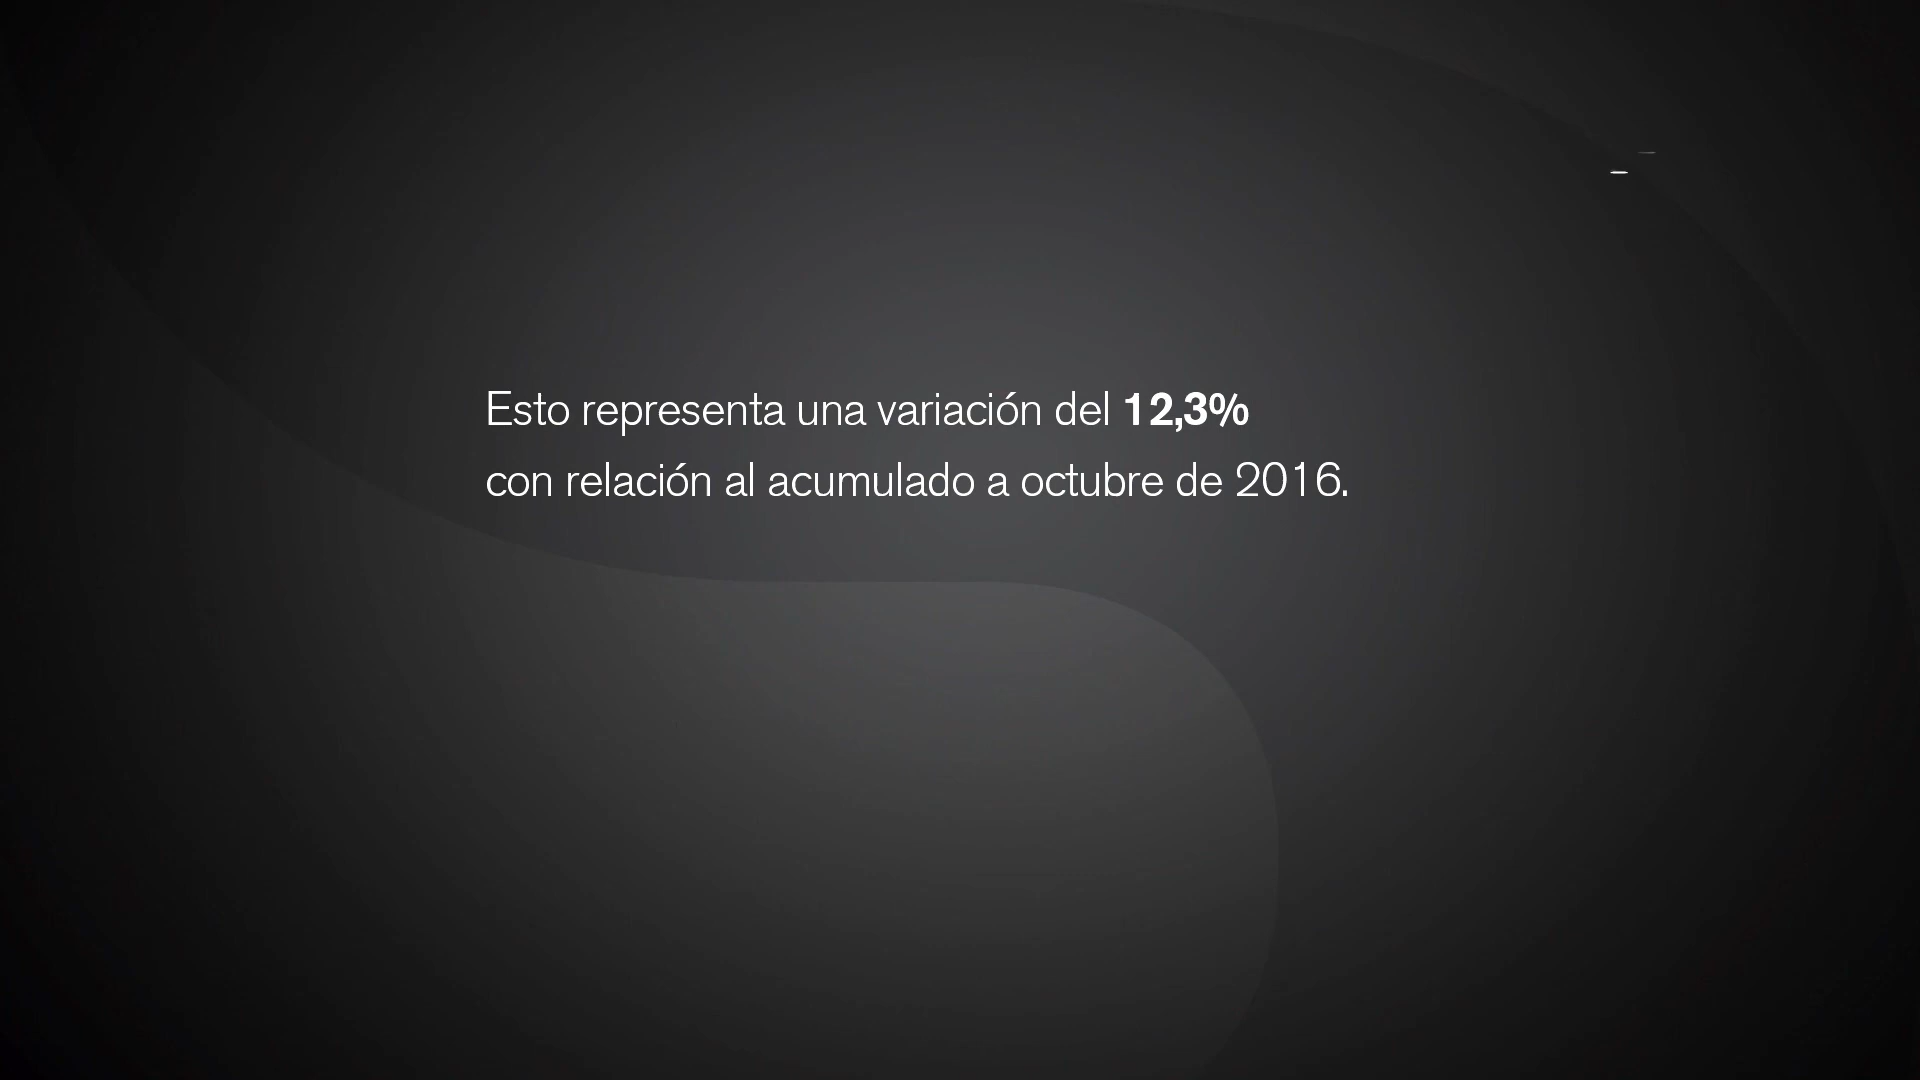 Esto representa una variación del 12,3%
con relación al acumulado a octubre de 2016.